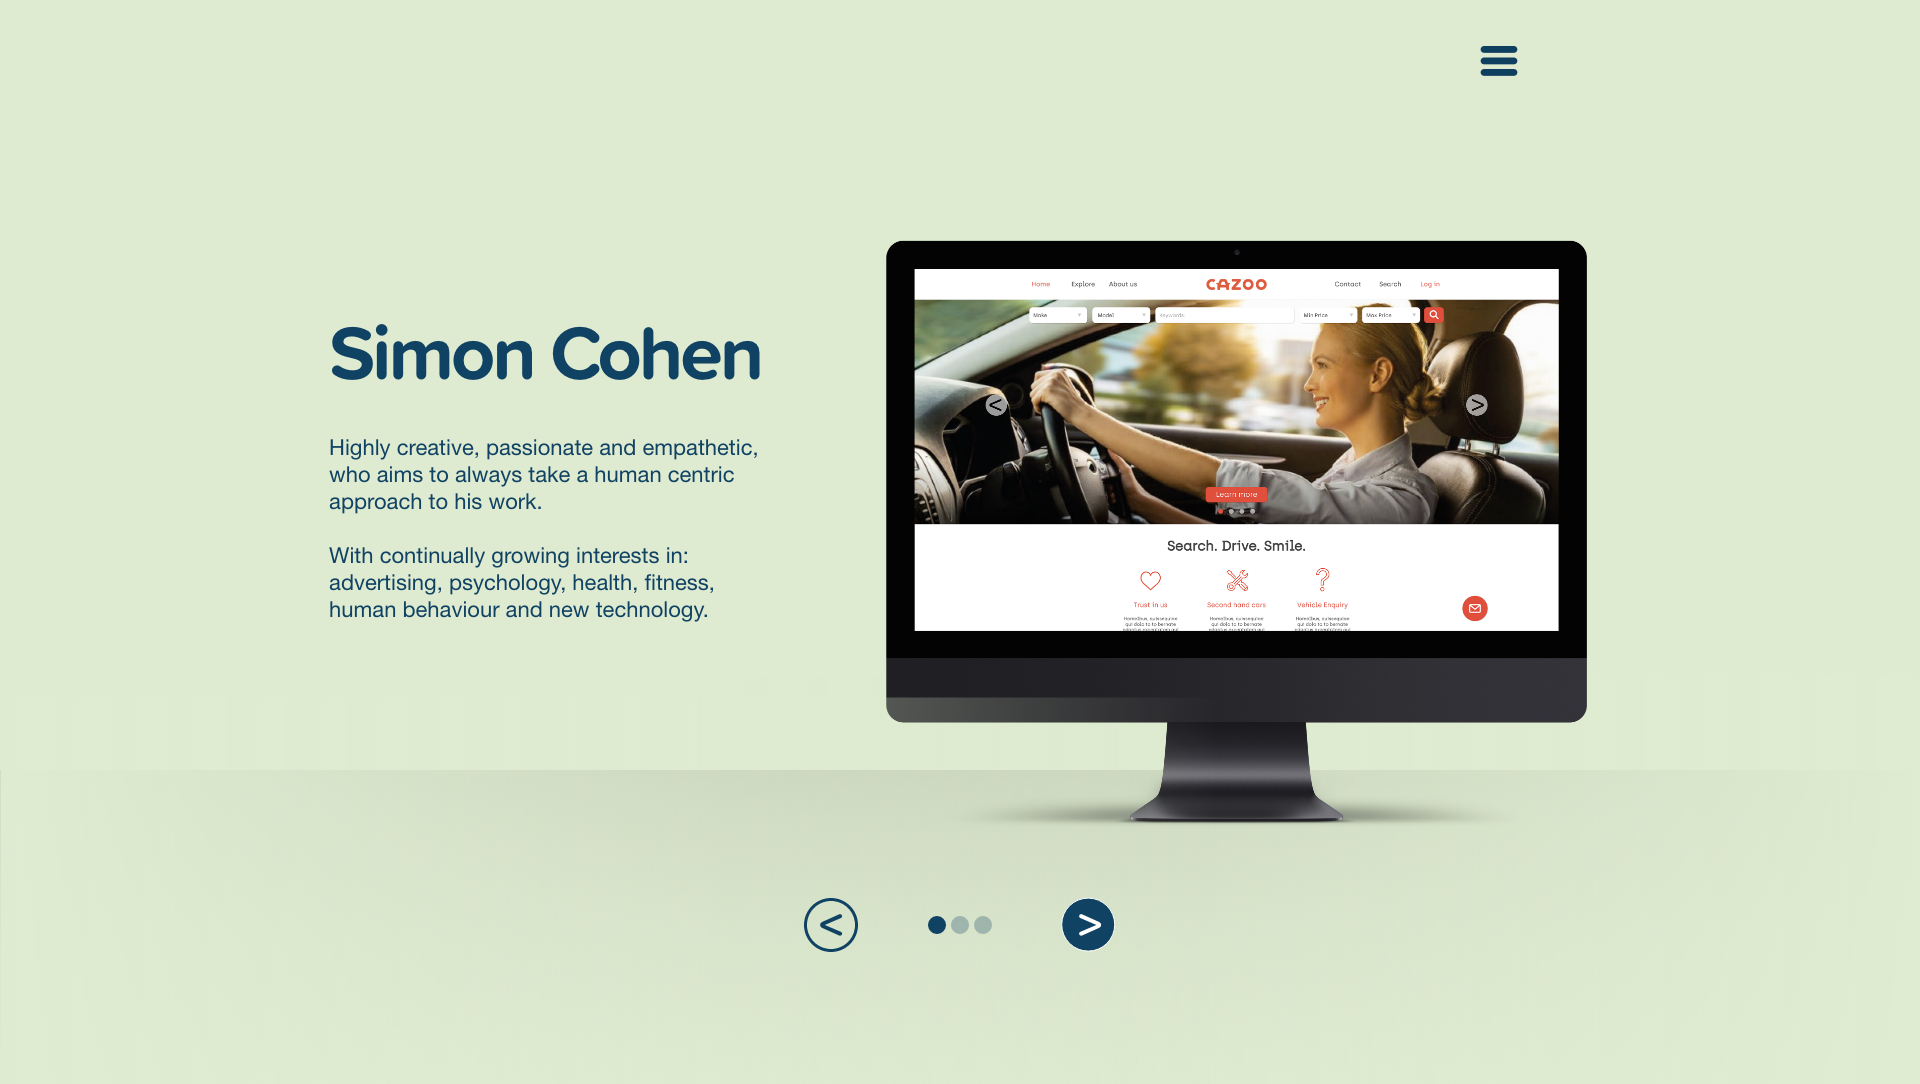 Simon Cohen
Highly creative, passionate and empathetic,
who aims to always take a human centric
approach to his work.
With continually growing interests in:
advertising, psychology, health, fitness,
human behaviour and new technology.
Home Explore About us CAZOO Contact Search Log in
Make Model Keywords Min Price Max Price
Learn more
Search. Drive. Smile.
Trust in us Second hand cars Vehicle Enquiry